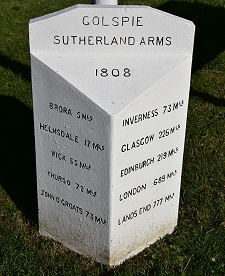 GOLSPIE
SUTHERLAND ARMS
1808
BRORA 5 MLS
HELMSDALE 17 MLS
WICK 55 MLS
THURSO 72 MLS
JOHN O GROATS 73 MLS
INVERNESS 73 MLS
GLASGOW 226 MLS
EDINBURGH 219 MLS
LONDON 689 MLS
LANDS END 777 MLS